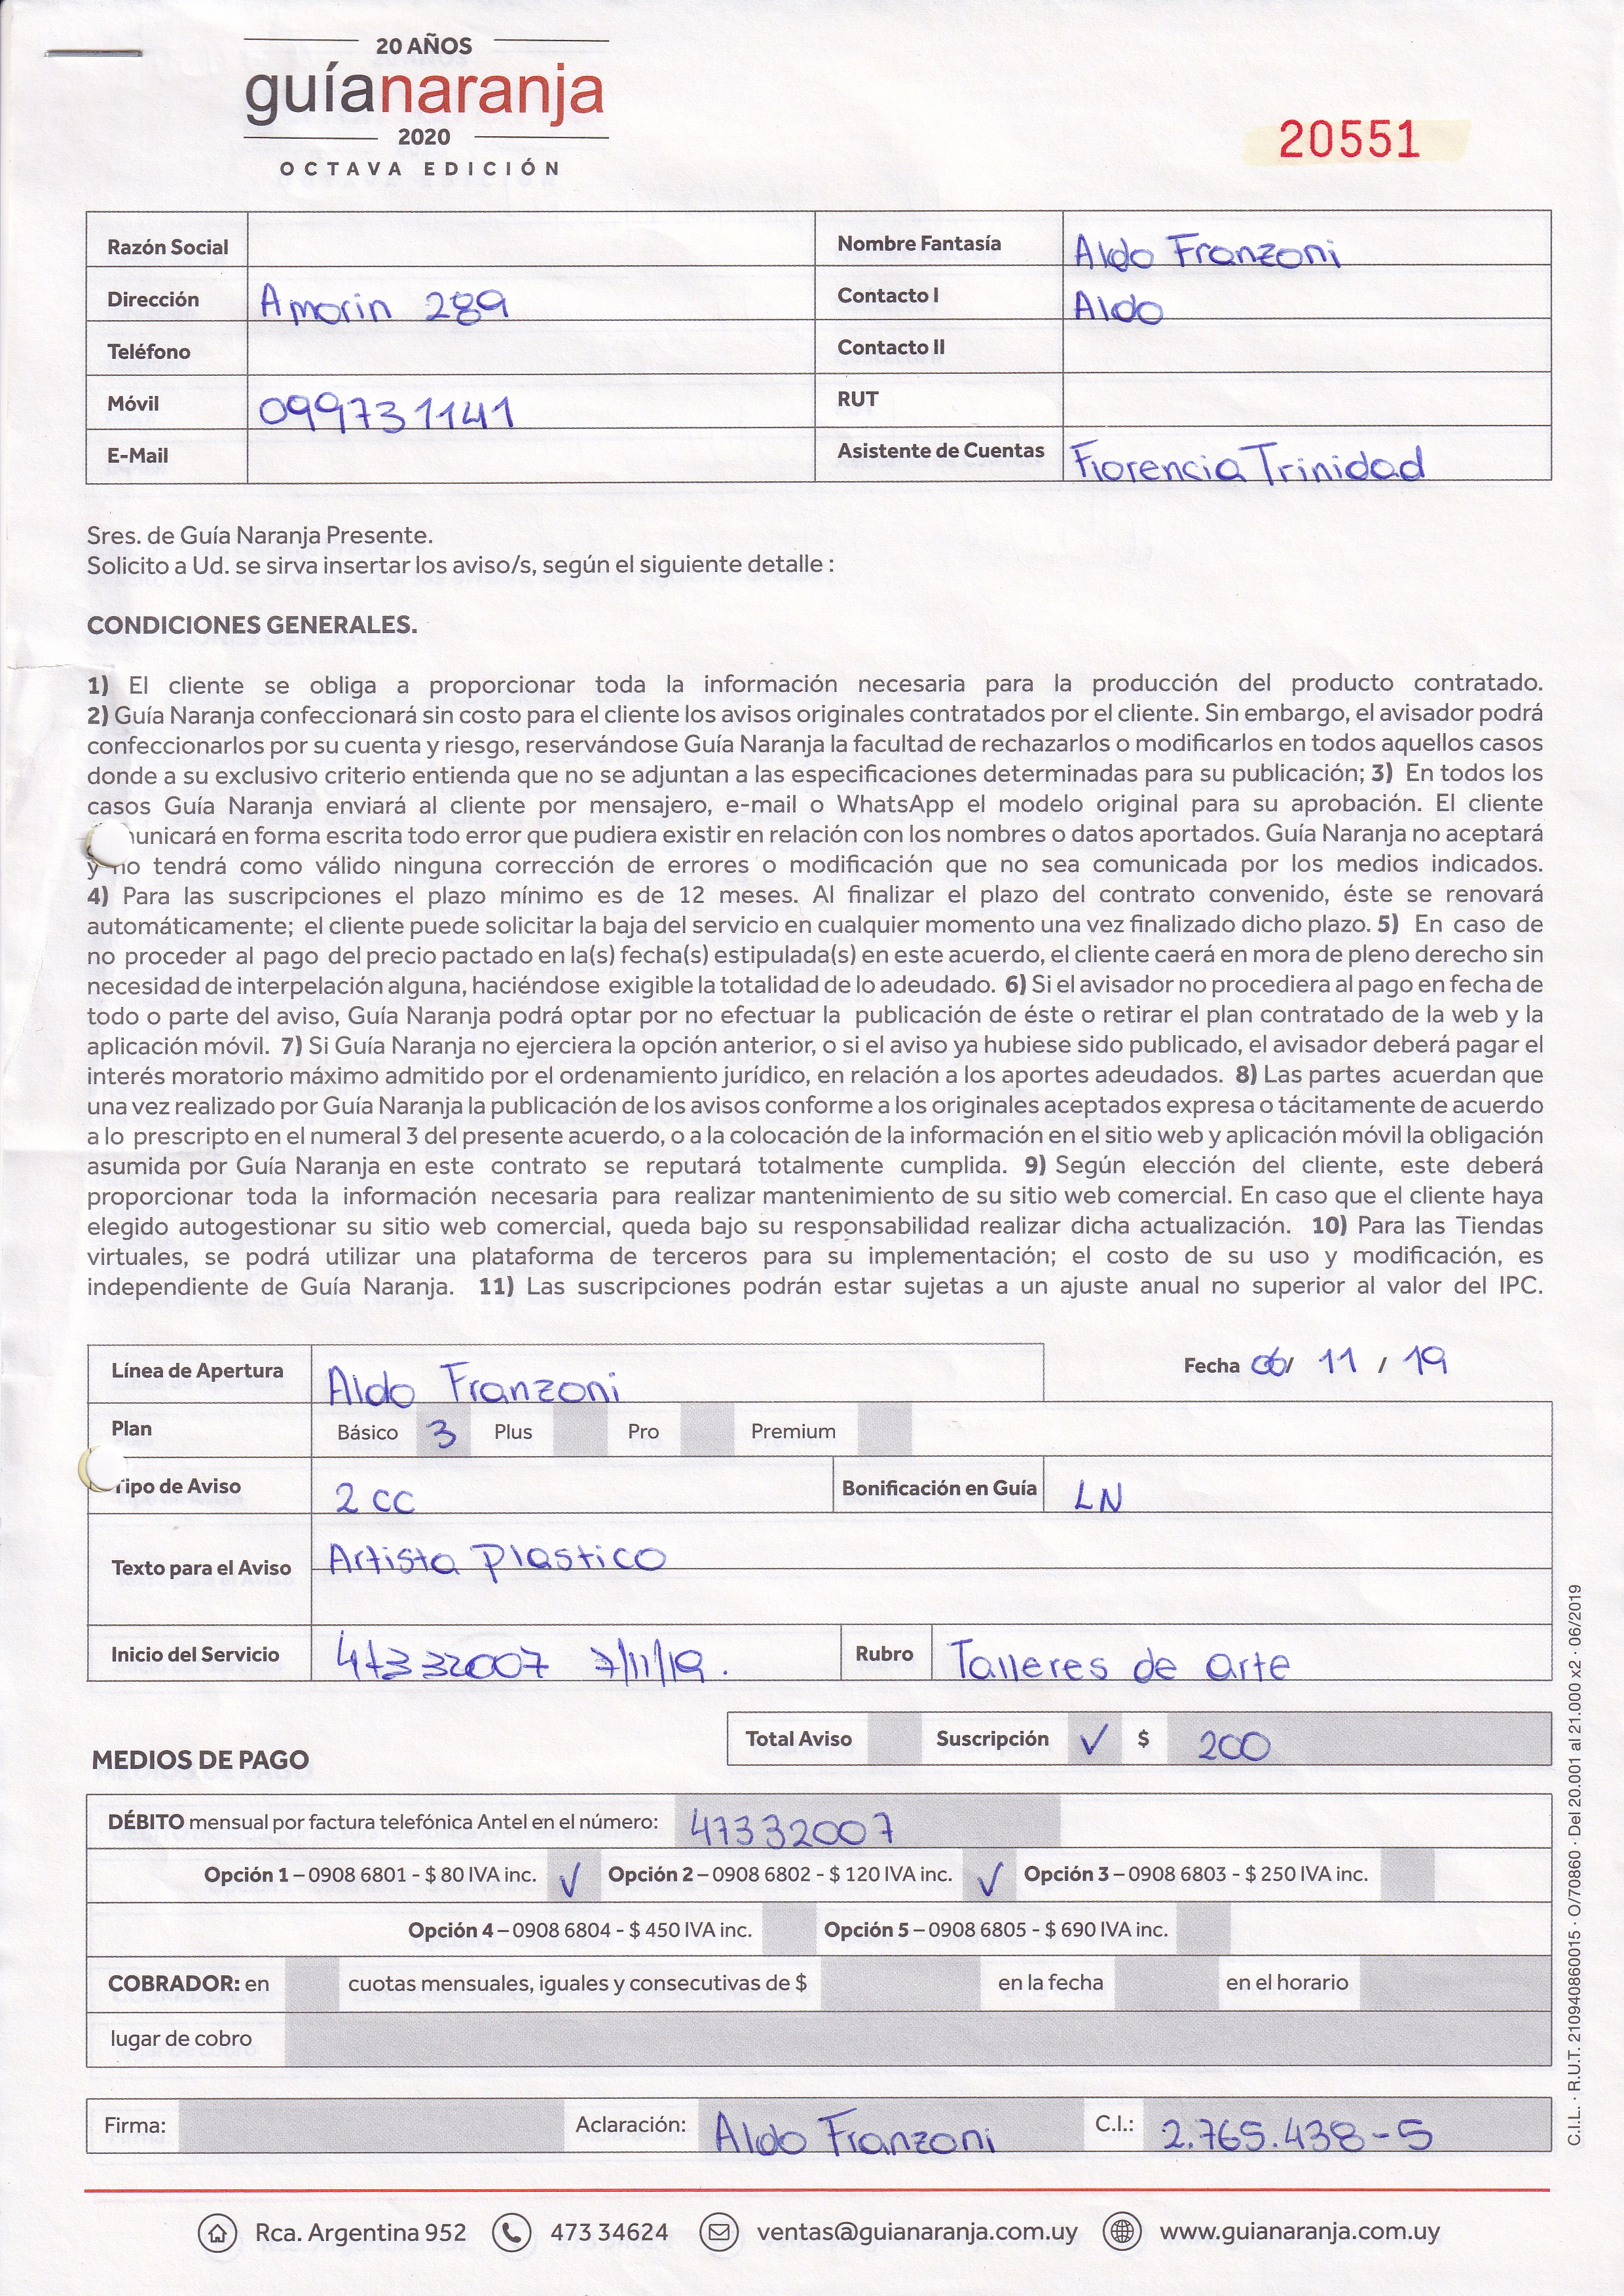 20 AÑOS
guíanaranja
2020
OCTAVA EDICIÓN
20551
Razón Social
Nombre Fantasía Aldo Franzoni
Dirección Amorin 289
Contacto I Aldo
Teléfono
Contacto II
Móvil 099731141
RUT
E-Mail
Asistente de Cuentas Florencia Trinidad
Sres. de Guía Naranja Presente.
Solicito a Ud. se sirva insertar los aviso/s, según el siguiente detalle :
CONDICIONES GENERALES.
1) El cliente se obliga a proporcionar toda la información necesaria para la producción del producto contratado.
2) Guía Naranja confeccionará sin costo para el cliente los avisos originales contratados por el cliente. Sin embargo, el avisador podrá
confeccionarlos por su cuenta y riesgo, reservándose Guía Naranja la facultad de rechazarlos o modificarlos en todos aquellos casos
donde a su exclusivo criterio entienda que no se adjuntan a las especificaciones determinadas para su publicación; 3) En todos los
casos Guía Naranja enviará al cliente por mensajero, e-mail o WhatsApp el modelo original para su aprobación. El cliente
unicará en forma escrita todo error que pudiera existir en relación con los nombres o datos aportados. Guía Naranja no aceptará
y no tendrá como válido ninguna corrección de errores o modificación que no sea comunicada por los medios indicados.
4) Para las suscripciones el plazo mínimo es de 12 meses. Al finalizar el plazo del contrato convenido, éste se renovará
automáticamente; el cliente puede solicitar la baja del servicio en cualquier momento una vez finalizado dicho plazo. 5) En caso de
no proceder al pago del precio pactado en la(s) fecha(s) estipulada(s) en este acuerdo, el cliente caerá en mora de pleno derecho sin
necesidad de interpelación alguna, haciéndose exigible la totalidad de lo adeudado. 6) Si el avisador no procediera al pago en fecha de
todo o parte del aviso, Guía Naranja podrá optar por no efectuar la publicación de éste o retirar el plan contratado de la web y la
aplicación móvil. 7) Si Guía Naranja no ejerciera la opción anterior, o si el aviso ya hubiese sido publicado, el avisador deberá pagar el
interés moratorio máximo admitido por el ordenamiento jurídico, en relación a los aportes adeudados. 8) Las partes acuerdan que
una vez realizado por Guía Naranja la publicación de los avisos conforme a los originales aceptados expresa o tácitamente de acuerdo
a lo prescripto en el numeral 3 del presente acuerdo, o a la colocación de la información en el sitio web y aplicación móvil la obligación
asumida por Guía Naranja en este contrato se reputará totalmente cumplida. 9) Según elección del cliente, este deberá
proporcionar toda la información necesaria para realizar mantenimiento de su sitio web comercial. En caso que el cliente haya
elegido autogestionar su sitio web comercial, queda bajo su responsabilidad realizar dicha actualización. 10) Para las Tiendas
virtuales, se podrá utilizar una plataforma de terceros para su implementación; el costo de su uso y modificación, es
independiente de Guía Naranja. 11) Las suscripciones podrán estar sujetas a un ajuste anual no superior al valor del IPC.
Línea de Apertura Aldo Franzoni
Fecha 06/ 11 / 19
Plan Básico 3 Plus Pro Premium
Tipo de Aviso 2 CC Bonificación en Guía LN
Texto para el Aviso Artista Plastico
Inicio del Servicio 47332007 7/11/19. Rubro Talleres de arte
Total Aviso Suscripción ✓ $ 200
MEDIOS DE PAGO
DÉBITO mensual por factura telefónica Antel en el número: 47332007
Opción 1 – 0908 6801 - $ 80 IVA inc. ✓ Opción 2 – 0908 6802 - $ 120 IVA inc. ✓ Opción 3 – 0908 6803 - $ 250 IVA inc.
Opción 4 – 0908 6804 - $ 450 IVA inc. Opción 5 – 0908 6805 - $ 690 IVA inc.
COBRADOR: en cuotas mensuales, iguales y consecutivas de $ en la fecha en el horario
lugar de cobro
Firma: Aclaración: Aldo Franzoni C.I.: 2.765.438-5
Rca. Argentina 952 473 34624 ventas@guianaranja.com.uy www.guianaranja.com.uy
C.I.L. · R.U.T. 210940860015 · O/70860 · Del 20.001 al 21.000 x2 · 06/2019